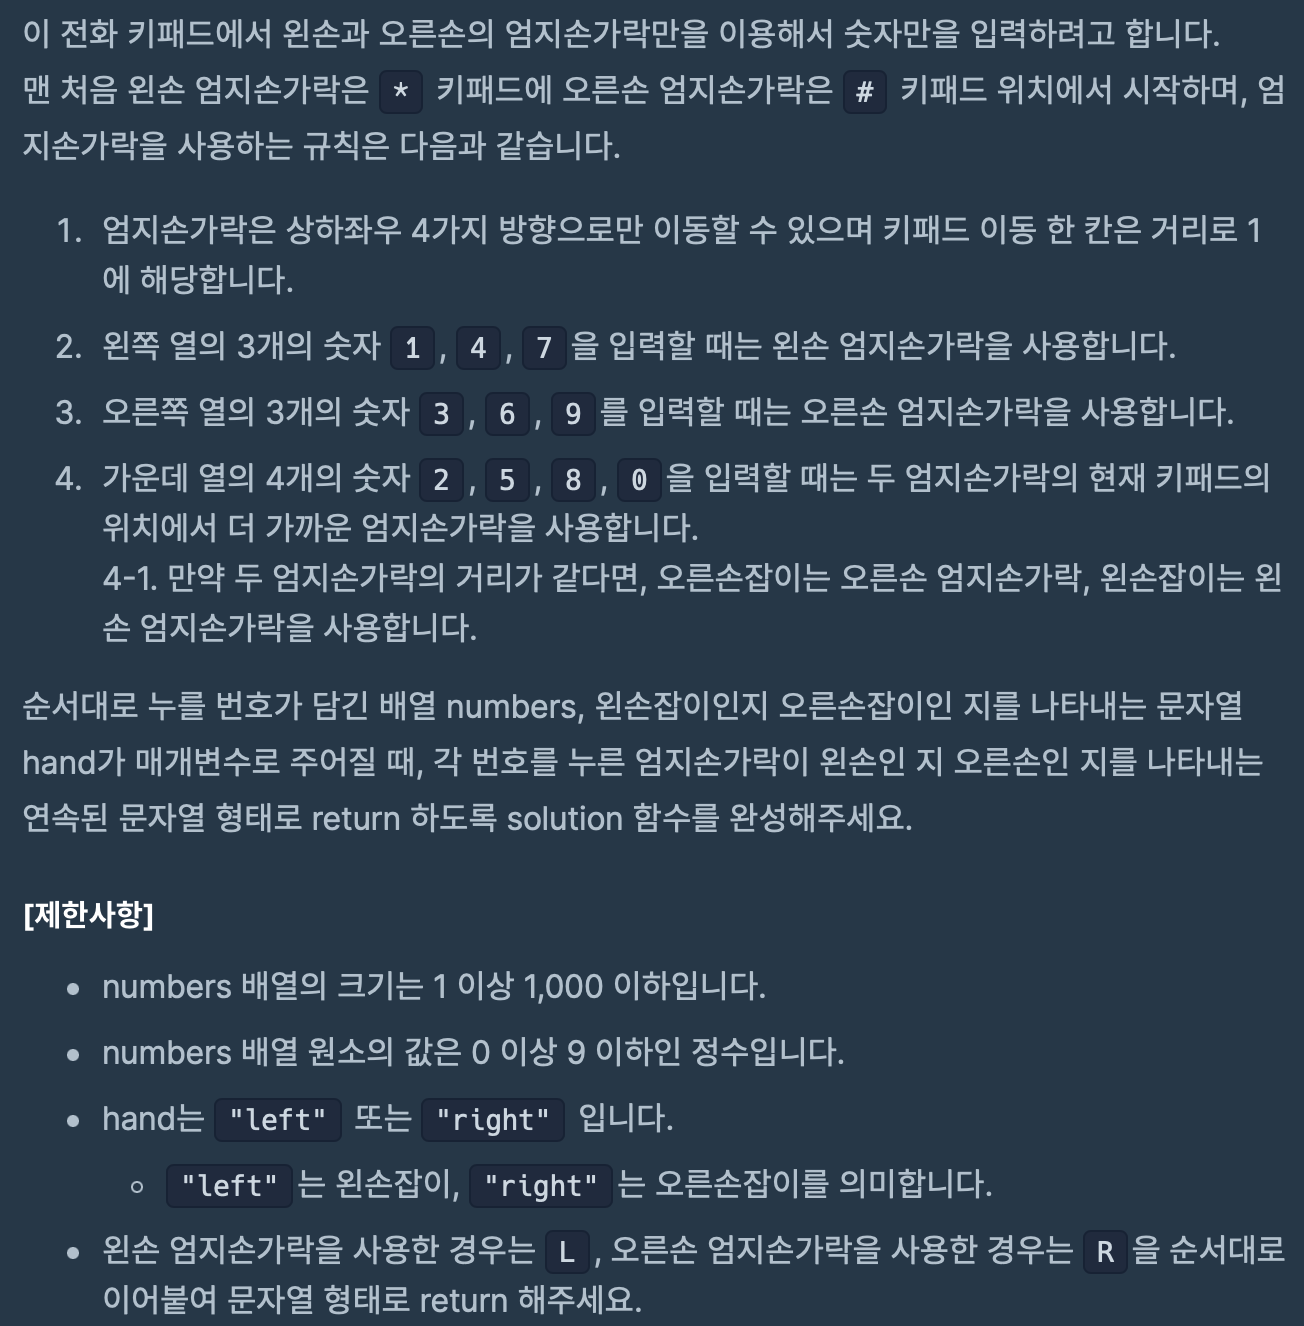 이 전화 키패드에서 왼손과 오른손의 엄지손가락만을 이용해서 숫자만을 입력하려고 합니다.
맨 처음 왼손 엄지손가락은 * 키패드에 오른손 엄지손가락은 # 키패드 위치에서 시작하며, 엄
지손가락을 사용하는 규칙은 다음과 같습니다.
1. 엄지손가락은 상하좌우 4가지 방향으로만 이동할 수 있으며 키패드 이동 한 칸은 거리로 1
에 해당합니다.
2. 왼쪽 열의 3개의 숫자 1, 4, 7을 입력할 때는 왼손 엄지손가락을 사용합니다.
3. 오른쪽 열의 3개의 숫자 3, 6, 9를 입력할 때는 오른손 엄지손가락을 사용합니다.
4. 가운데 열의 4개의 숫자 2, 5, 8, 0을 입력할 때는 두 엄지손가락의 현재 키패드의
위치에서 더 가까운 엄지손가락을 사용합니다.
4-1. 만약 두 엄지손가락의 거리가 같다면, 오른손잡이는 오른손 엄지손가락, 왼손잡이는 왼
손 엄지손가락을 사용합니다.
순서대로 누를 번호가 담긴 배열 numbers, 왼손잡이인지 오른손잡이인 지를 나타내는 문자열
hand가 매개변수로 주어질 때, 각 번호를 누른 엄지손가락이 왼손인 지 오른손인 지를 나타내는
연속된 문자열 형태로 return 하도록 solution 함수를 완성해주세요.
[제한사항]
• numbers 배열의 크기는 1 이상 1,000 이하입니다.
• numbers 배열 원소의 값은 0 이상 9 이하인 정수입니다.
• hand는 "left" 또는 "right" 입니다.
◦ "left"는 왼손잡이, "right"는 오른손잡이를 의미합니다.
• 왼손 엄지손가락을 사용한 경우는 L, 오른손 엄지손가락을 사용한 경우는 R을 순서대로
이어붙여 문자열 형태로 return 해주세요.